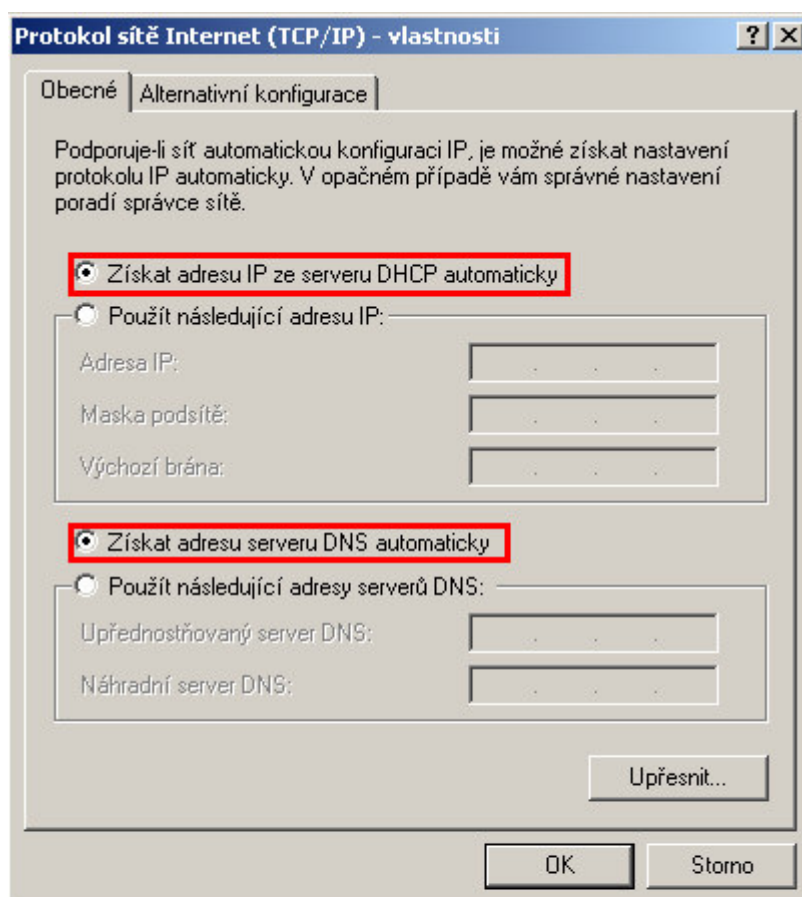 Protokol sítě Internet (TCP/IP) - vlastnosti
Obecné
Alternativní konfigurace
Podporuje-li síť automatickou konfiguraci IP, je možné získat nastavení
protokolu IP automaticky. V opačném případě vám správné nastavení
poradí správce sítě.
Získat adresu IP ze serveru DHCP automaticky
Použít následující adresu IP:
Adresa IP:
Maska podsítě:
Výchozí brána:
Získat adresu serveru DNS automaticky
Použít následující adresy serverů DNS:
Upřednostňovaný server DNS:
Náhradní server DNS:
Upřesnit...
OK
Storno